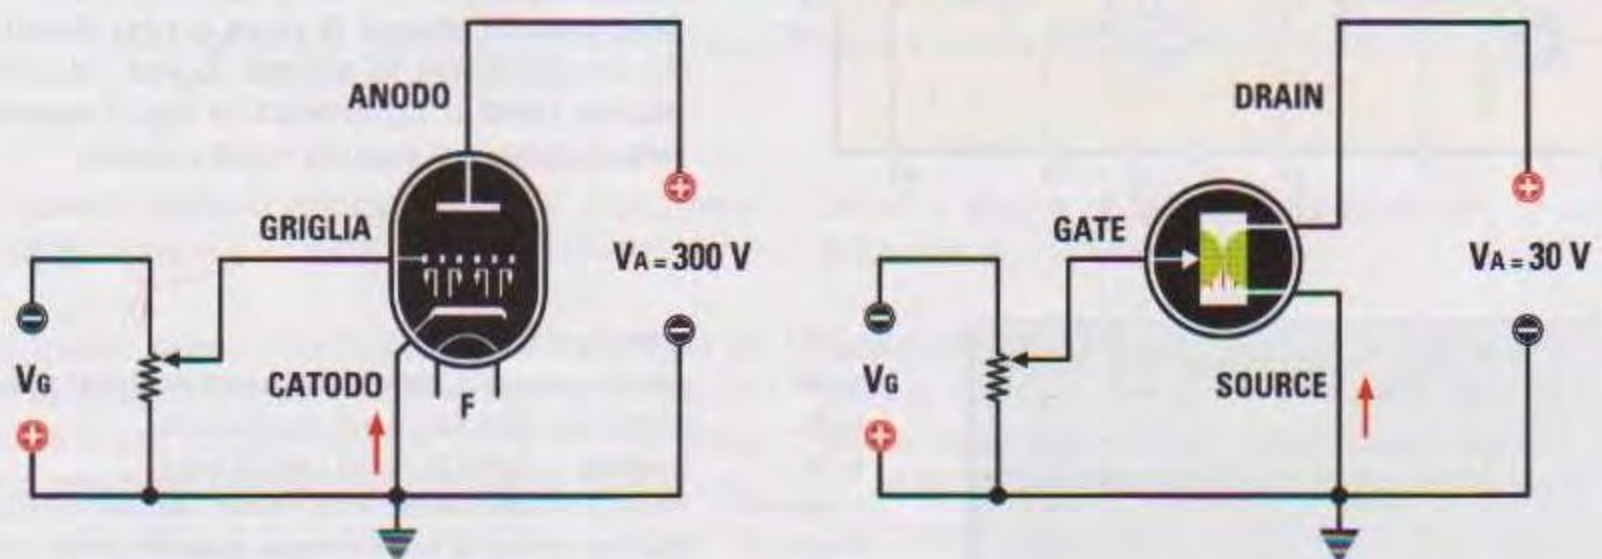 ANODO
GRIGLIA
VA = 300 V
VG
CATODO
F
DRAIN
GATE
VA = 30 V
VG
SOURCE